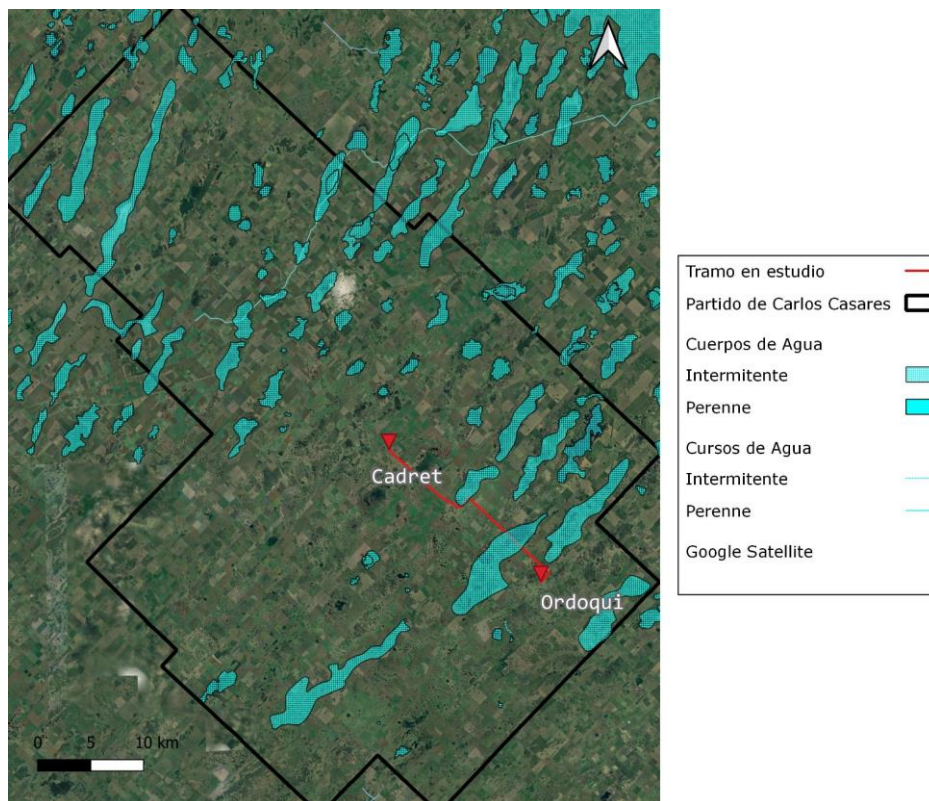 Cadret
Ordoqui
0 5 10 km
Tramo en estudio
Partido de Carlos Casares
Cuerpos de Agua
Intermitente
Perenne
Cursos de Agua
Intermitente
Perenne
Google Satellite